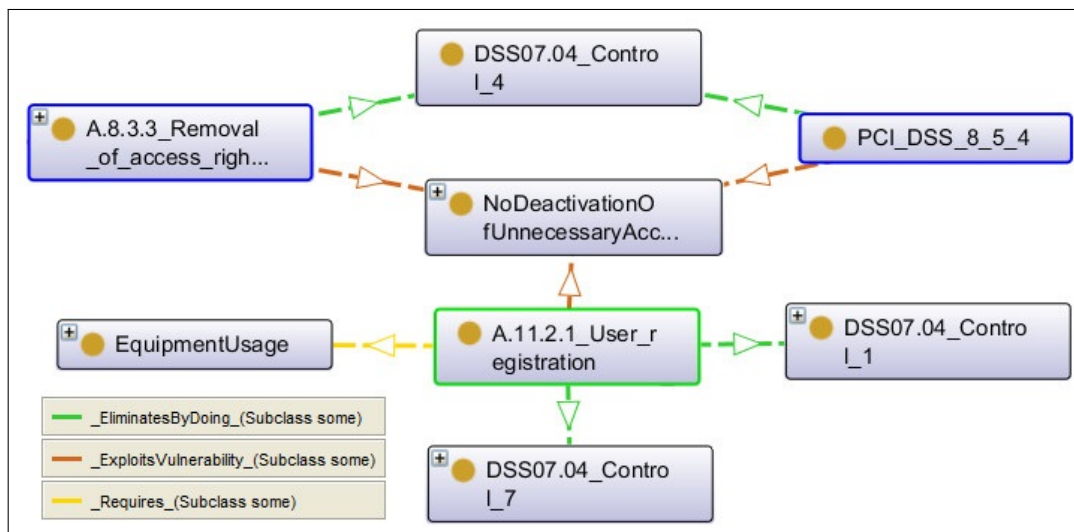 DSS07.04_Contro
l_4
A.8.3.3_Removal
_of_access_righ...
PCI_DSS_8_5_4
NoDeactivationO
fUnnecessaryAcc...
EquipmentUsage
A.11.2.1_User_r
egistration
DSS07.04_Contro
l_1
_EliminatesByDoing_(Subclass some)
_ExploitsVulnerability_(Subclass some)
_Requires_(Subclass some)
DSS07.04_Contro
l_7